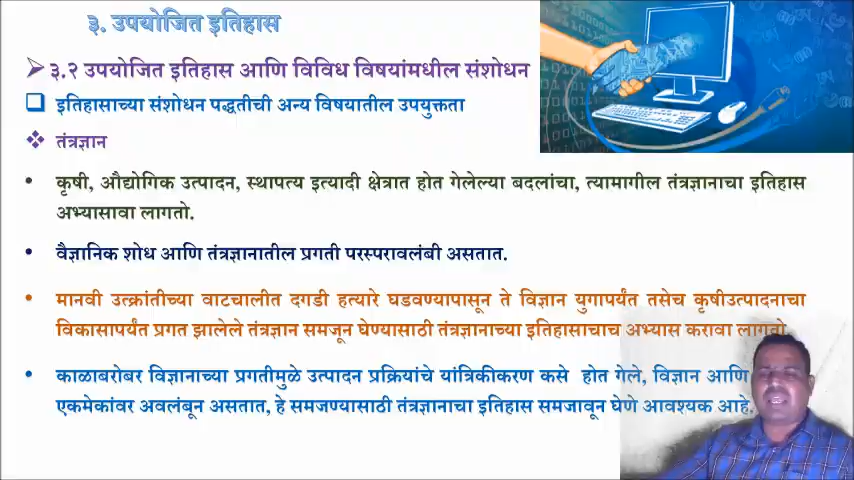 ३. उपयोजित इतिहास
३.२ उपयोजित इतिहास आणि विविध विषयांमधील संशोधन
इतिहासाच्या संशोधन पद्धतीची अन्य विषयातील उपयुक्तता
तंत्रज्ञान
कृषी, औद्योगिक उत्पादन, स्थापत्य इत्यादी क्षेत्रात होत गेलेल्या बदलांचा, त्यामागील तंत्रज्ञानाचा इतिहास
अभ्यासावा लागतो.
वैज्ञानिक शोध आणि तंत्रज्ञानातील प्रगती परस्परावलंबी असतात.
मानवी उत्क्रांतीच्या वाटचालीत दगडी हत्यारे घडवण्यापासून ते विज्ञान युगापर्यंत तसेच कृषीउत्पादनाचा
विकासापर्यंत प्रगत झालेले तंत्रज्ञान समजून घेण्यासाठी तंत्रज्ञानाच्या इतिहासाचाच अभ्यास करावा लागतो.
काळाबरोबर विज्ञानाच्या प्रगतीमुळे उत्पादन प्रक्रियांचे यांत्रिकीकरण कसे होत गेले, विज्ञान आणि
एकमेकांवर अवलंबून असतात, हे समजण्यासाठी तंत्रज्ञानाचा इतिहास समजावून घेणे आवश्यक आहे.